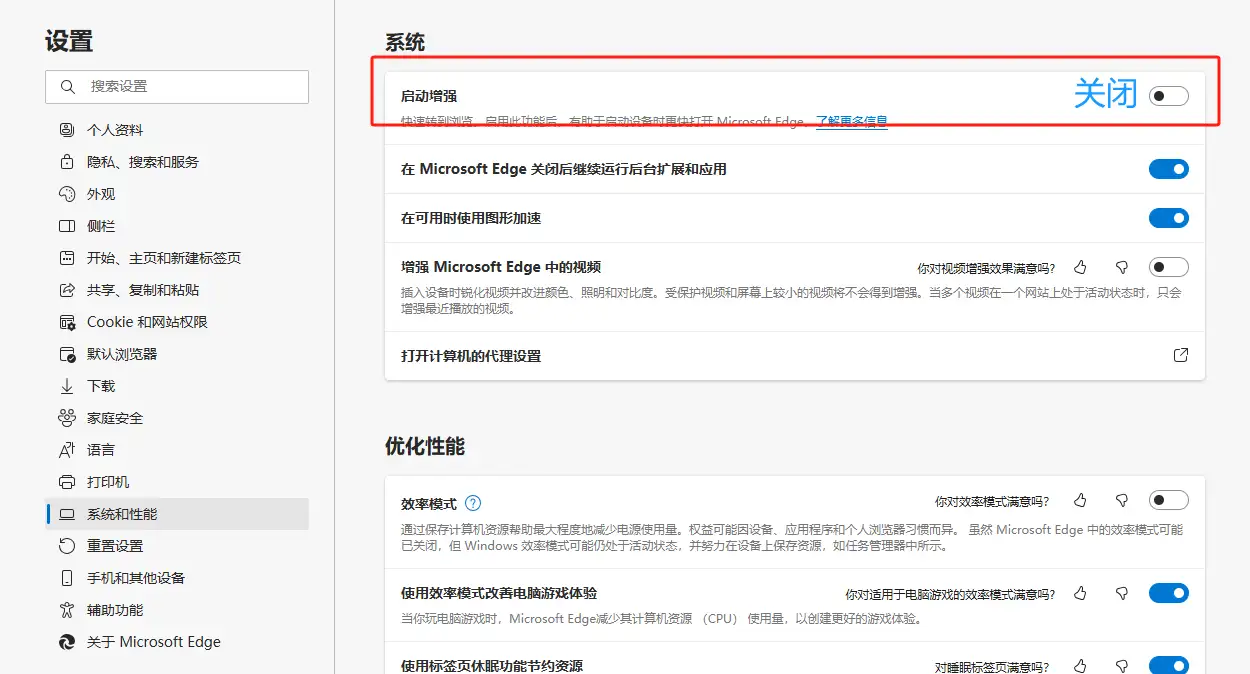 设置
搜索设置
个人资料
隐私、搜索和服务
外观
侧栏
开始、主页和新建标签页
共享、复制和粘贴
Cookie 和网站权限
默认浏览器
下载
家庭安全
语言
打印机
系统和性能
重置设置
手机和其他设备
辅助功能
关于 Microsoft Edge
系统
启动增强
关闭
快速转到浏览。启用此功能后，有助于启动设备时更快打开 Microsoft Edge。了解更多信息
在 Microsoft Edge 关闭后继续运行后台扩展和应用
在可用时使用图形加速
增强 Microsoft Edge 中的视频
你对视频增强效果满意吗?
插入设备时锐化视频并改进颜色、照明和对比度。受保护视频和屏幕上较小的视频将不会得到增强。当多个视频在一个网站上处于活动状态时，只会
增强最近播放的视频。
打开计算机的代理设置
优化性能
效率模式
你对效率模式满意吗?
通过保存计算机资源帮助最大程度地减少电源使用量。权益可能因设备、应用程序和个人浏览器习惯而异。 虽然 Microsoft Edge 中的效率模式可能
已关闭，但 Windows 效率模式可能仍处于活动状态，并努力在设备上保存资源，如任务管理器中所示。
使用效率模式改善电脑游戏体验
你对适用于电脑游戏的效率模式满意吗?
当你玩电脑游戏时，Microsoft Edge减少其计算机资源 （CPU） 使用量，以创建更好的游戏体验。
使用标签页休眠功能节约资源
对睡眠标签页满意吗?